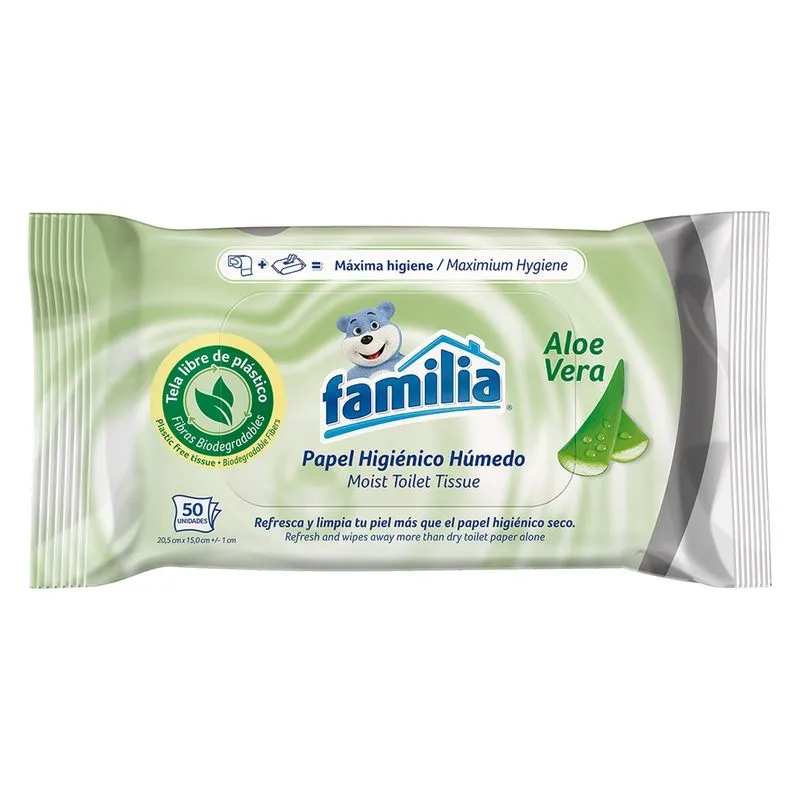 + = Máxima higiene / Maximium Hygiene
familia®
Aloe
Vera
Tela libre de plástico
Fibras Biodegradables
Plastic Free tissue • Biodegradable Fibers
Papel Higiénico Húmedo
Moist Toilet Tissue
50
UNIDADES
20,5 cm x 15,0 cm +/- 1 cm
Refresca y limpia tu piel más que el papel higiénico seco.
Refresh and wipes away more than dry toilet paper alone